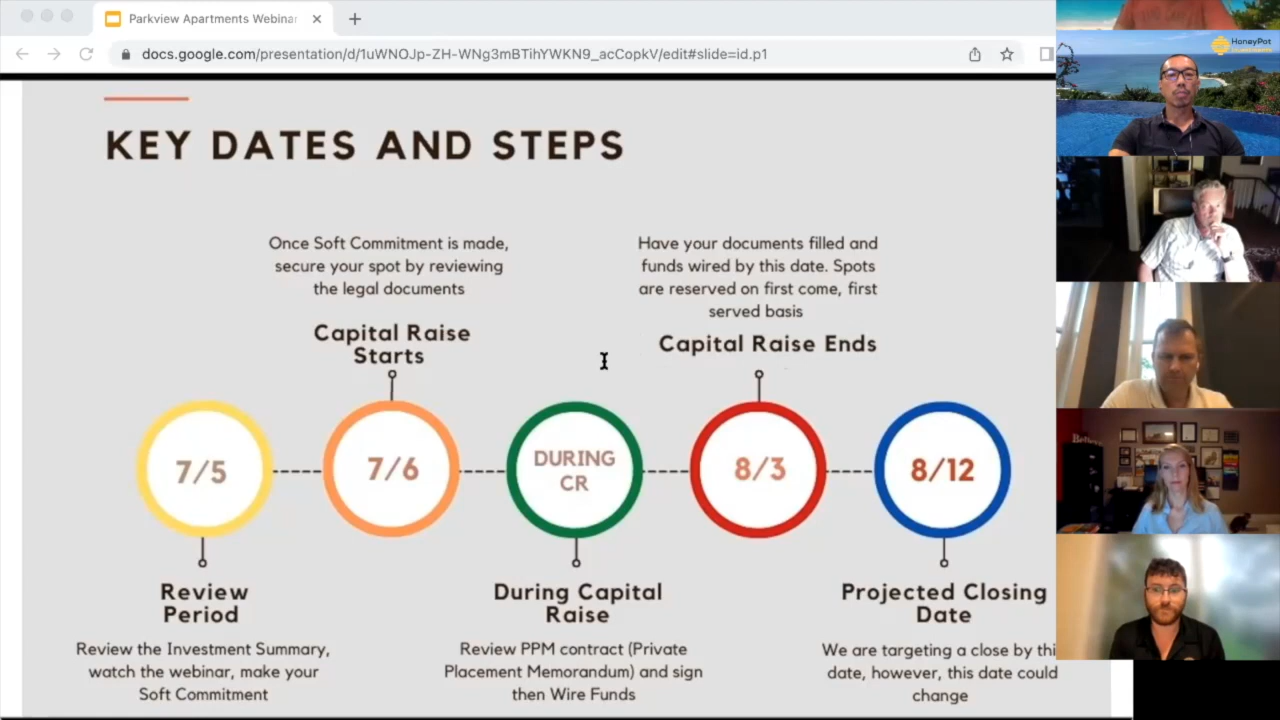 Parkview Apartments Webinar
docs.google.com/presentation/d/1uWNOJp-ZH-WNg3mBTihYWKN9_acCopkV/edit#slide=id.p1
HoneyPot
KEY DATES AND STEPS
Once Soft Commitment is made,
secure your spot by reviewing
the legal documents
Capital Raise
Starts
Have your documents filled and
funds wired by this date. Spots
are reserved on first come, first
served basis
Capital Raise Ends
7/5
7/6
DURING
CR
8/3
8/12
Review
Period
Review the Investment Summary,
watch the webinar, make your
Soft Commitment
During Capital
Raise
Review PPM contract (Private
Placement Memorandum) and sign
then Wire Funds
Projected Closing
Date
We are targeting a close by thi
date, however, this date could
change